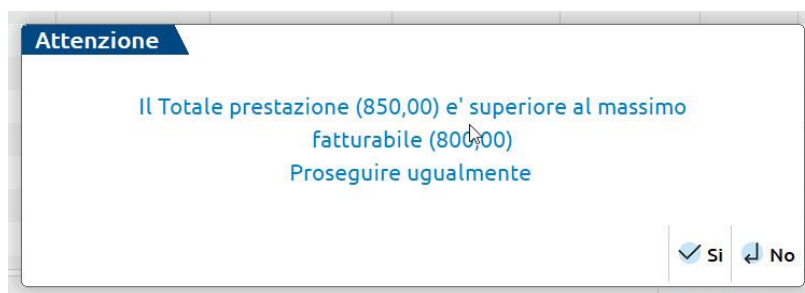 Attenzione
Il Totale prestazione (850,00) e' superiore al massimo
fatturabile (800,00)
Proseguire ugualmente
Si No